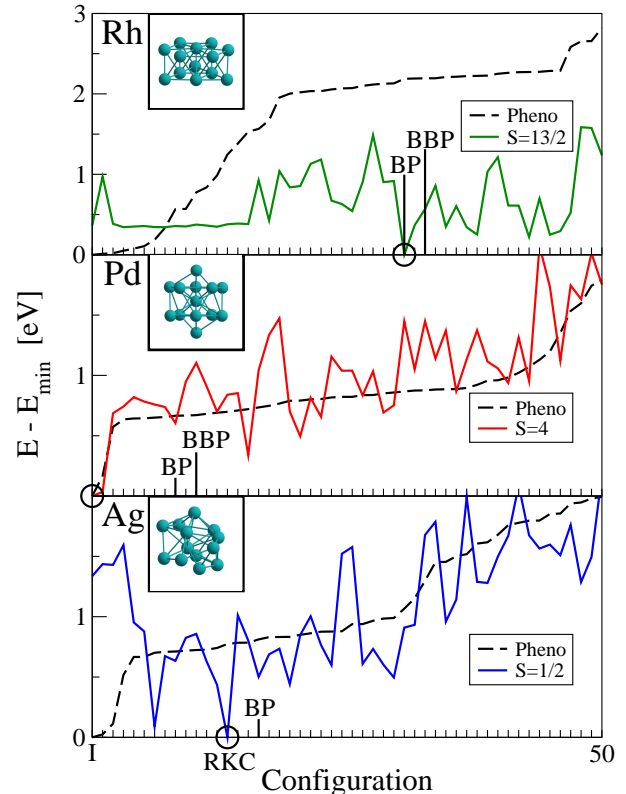 Rh
3
2
1
0
Pheno
S=13/2
BBP
BP
Pd
1
0
Pheno
S=4
BBP
BP
E - E_min [eV]
Ag
1
0
Pheno
S=1/2
BP
RKC
I
50
Configuration